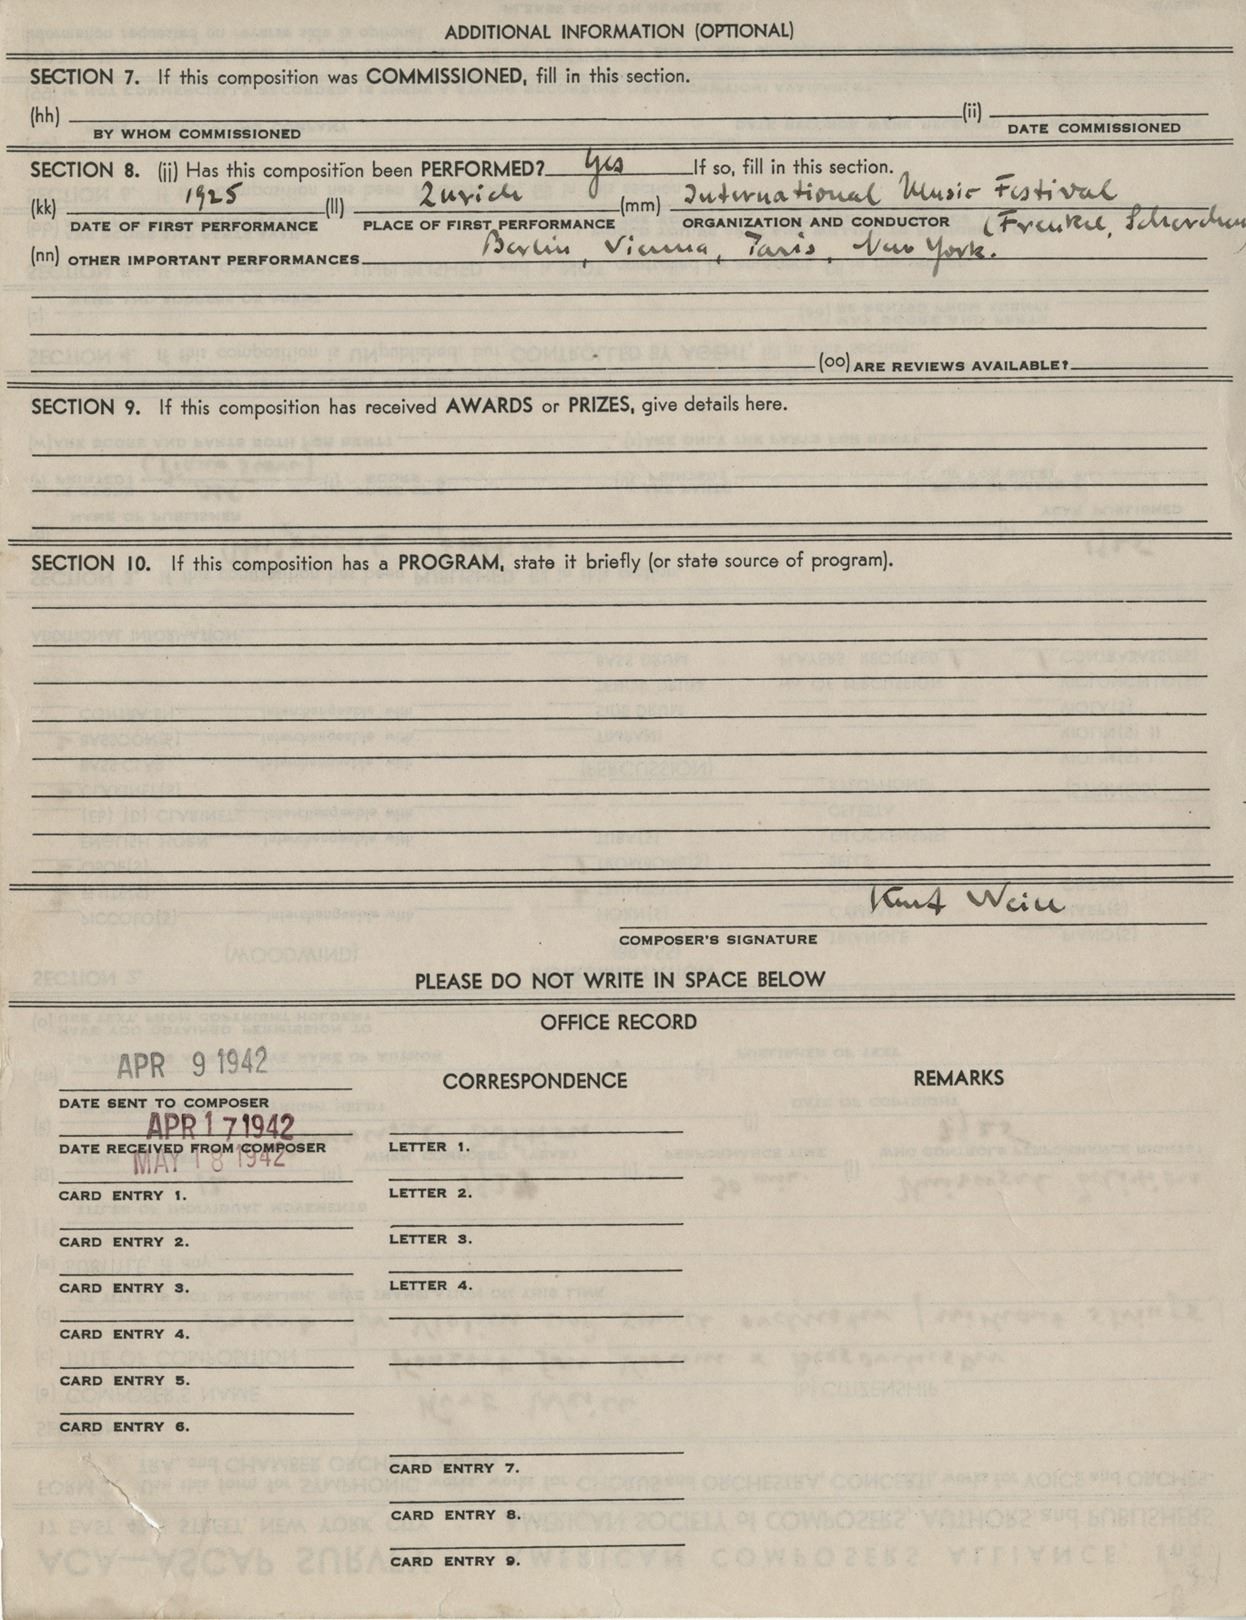 ADDITIONAL INFORMATION (OPTIONAL)
SECTION 7. If this composition was COMMISSIONED, fill in this section.
(hh) (ii)
BY WHOM COMMISSIONED DATE COMMISSIONED
SECTION 8. (jj) Has this composition been PERFORMED? Yes If so, fill in this section.
(kk) 1925 (ll) Zurich (mm) International Music Festival
DATE OF FIRST PERFORMANCE PLACE OF FIRST PERFORMANCE ORGANIZATION AND CONDUCTOR (Frenkel, Scherchen
(nn) OTHER IMPORTANT PERFORMANCES Berlin, Vienna, Paris, New York.
(oo) ARE REVIEWS AVAILABLE?
SECTION 9. If this composition has received AWARDS or PRIZES, give details here.
SECTION 10. If this composition has a PROGRAM, state it briefly (or state source of program).
Kurt Weill
COMPOSER'S SIGNATURE
PLEASE DO NOT WRITE IN SPACE BELOW
OFFICE RECORD
APR 9 1942
CORRESPONDENCE REMARKS
DATE SENT TO COMPOSER
APR 17 1942
DATE RECEIVED FROM COMPOSER LETTER 1.
MAY 18 1942
CARD ENTRY 1. LETTER 2.
CARD ENTRY 2. LETTER 3.
CARD ENTRY 3. LETTER 4.
CARD ENTRY 4.
CARD ENTRY 5.
CARD ENTRY 6.
CARD ENTRY 7.
CARD ENTRY 8.
CARD ENTRY 9.